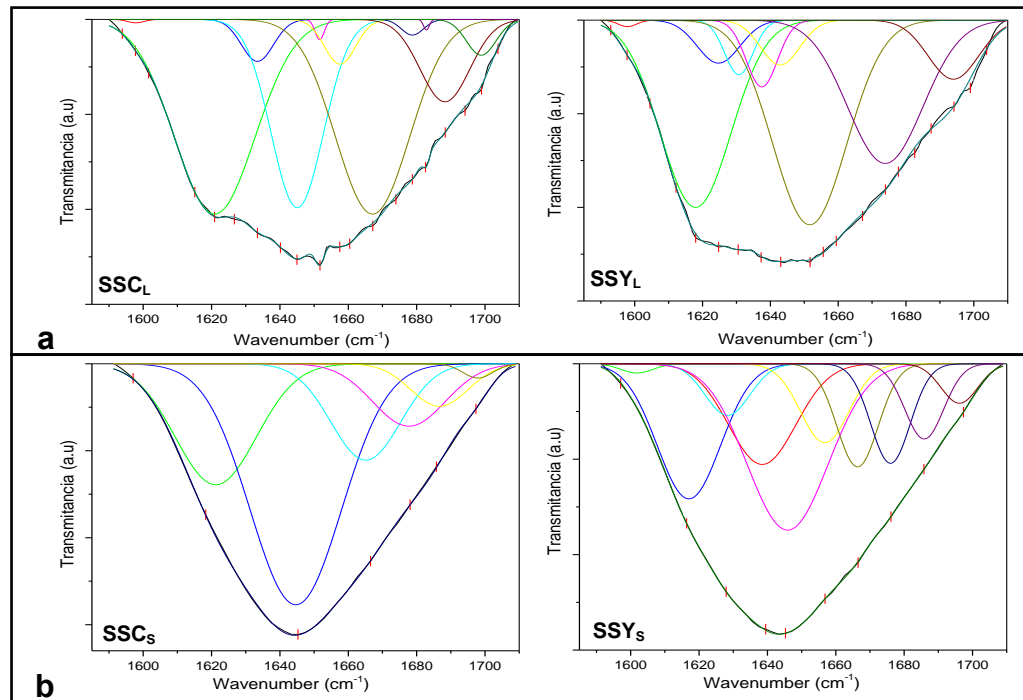 Transmitancia (a.u)
SSCL
1600 1620 1640 1660 1680 1700
Wavenumber (cm-1)
Transmitancia (a.u)
SSYL
1600 1620 1640 1660 1680 1700
Wavenumber (cm-1)
a
Transmitancia (a.u)
SSCS
1600 1620 1640 1660 1680 1700
Wavenumber (cm-1)
Transmitancia (a.u)
SSYS
1600 1620 1640 1660 1680 1700
Wavenumber (cm-1)
b